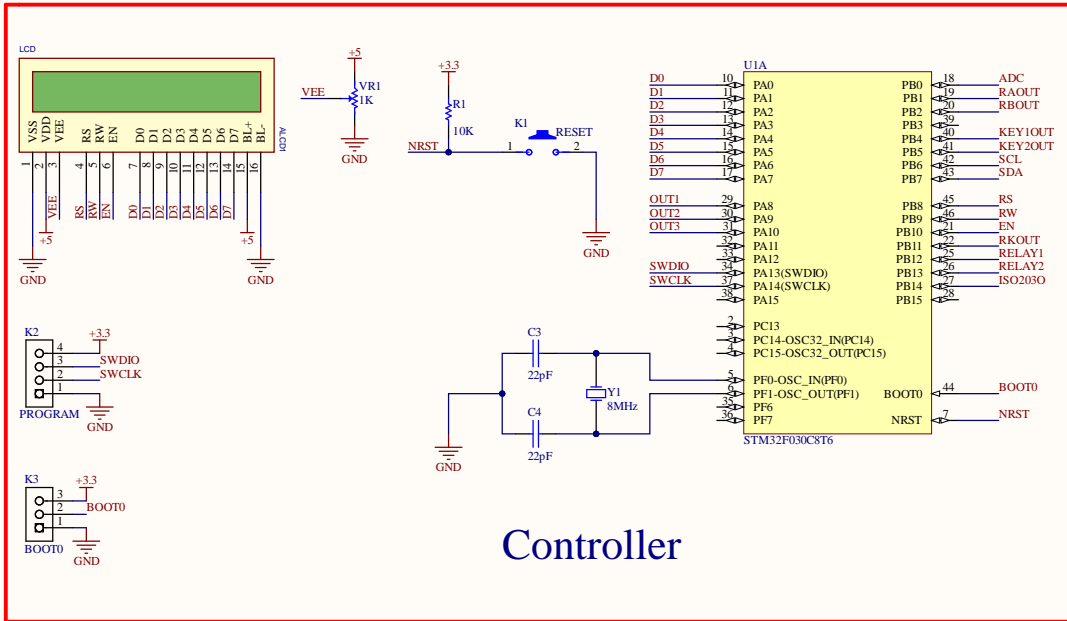 LCD
ALCD1
VSS VDD VEE RS RW EN D0 D1 D2 D3 D4 D5 D6 D7 BL+ BL-
1 2 3 4 5 6 7 8 9 10 11 12 13 14 15 16
VEE RS RW EN D0 D1 D2 D3 D4 D5 D6 D7
+5 +5
GND GND
+5
VEE
VR1
1K
GND
+3.3
R1
10K
NRST
K1
RESET
1 2
GND
U1A
D0 10 PA0
D1 11 PA1
D2 12 PA2
D3 13 PA3
D4 14 PA4
D5 15 PA5
D6 16 PA6
D7 17 PA7
OUT1 29 PA8
OUT2 30 PA9
OUT3 31 PA10
32 PA11
33 PA12
SWDIO 34 PA13(SWDIO)
SWCLK 37 PA14(SWCLK)
38 PA15
2 PC13
3 PC14-OSC32_IN(PC14)
4 PC15-OSC32_OUT(PC15)
5 PF0-OSC_IN(PF0)
6 PF1-OSC_OUT(PF1)
35 PF6
36 PF7
PB0 18 ADC
PB1 19 RAOUT
PB2 20 RBOUT
PB3 39
PB4 40 KEY1OUT
PB5 41 KEY2OUT
PB6 42 SCL
PB7 43 SDA
PB8 45 RS
PB9 46 RW
PB10 21 EN
PB11 22 RKOUT
PB12 25 RELAY1
PB13 26 RELAY2
PB14 27 ISO203O
PB15 28
BOOT0 44 BOOT0
NRST 7 NRST
STM32F030C8T6
K2
+3.3
4
3 SWDIO
2 SWCLK
1
PROGRAM
GND
C3
22pF
Y1
8MHz
C4
22pF
GND
K3
+3.3
3
2 BOOT0
1
BOOT0
GND
Controller